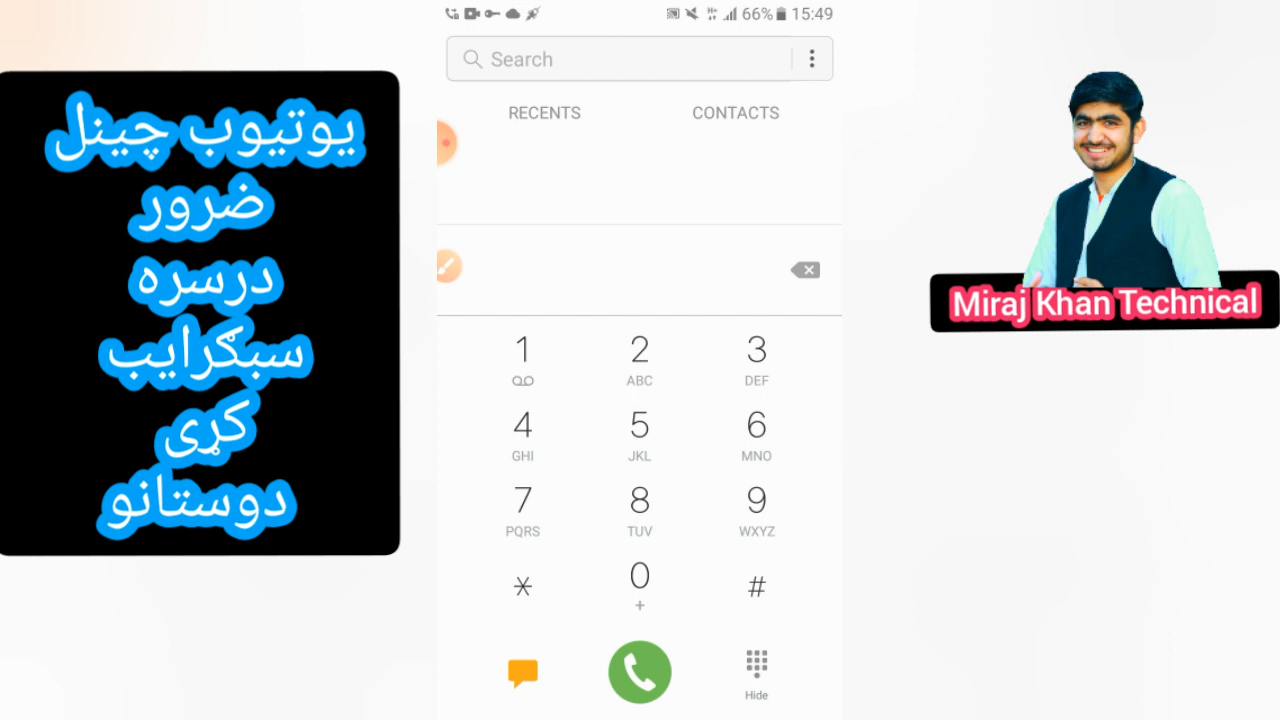 یوتیوب چینل
ضرور
درسره
سبګرایب
کړی
دوستانو
66% 15:49
Search
RECENTS CONTACTS
1 2 3
ABC DEF
4 5 6
GHI JKL MNO
7 8 9
PQRS TUV WXYZ
* 0 #
+
Hide
Miraj Khan Technical